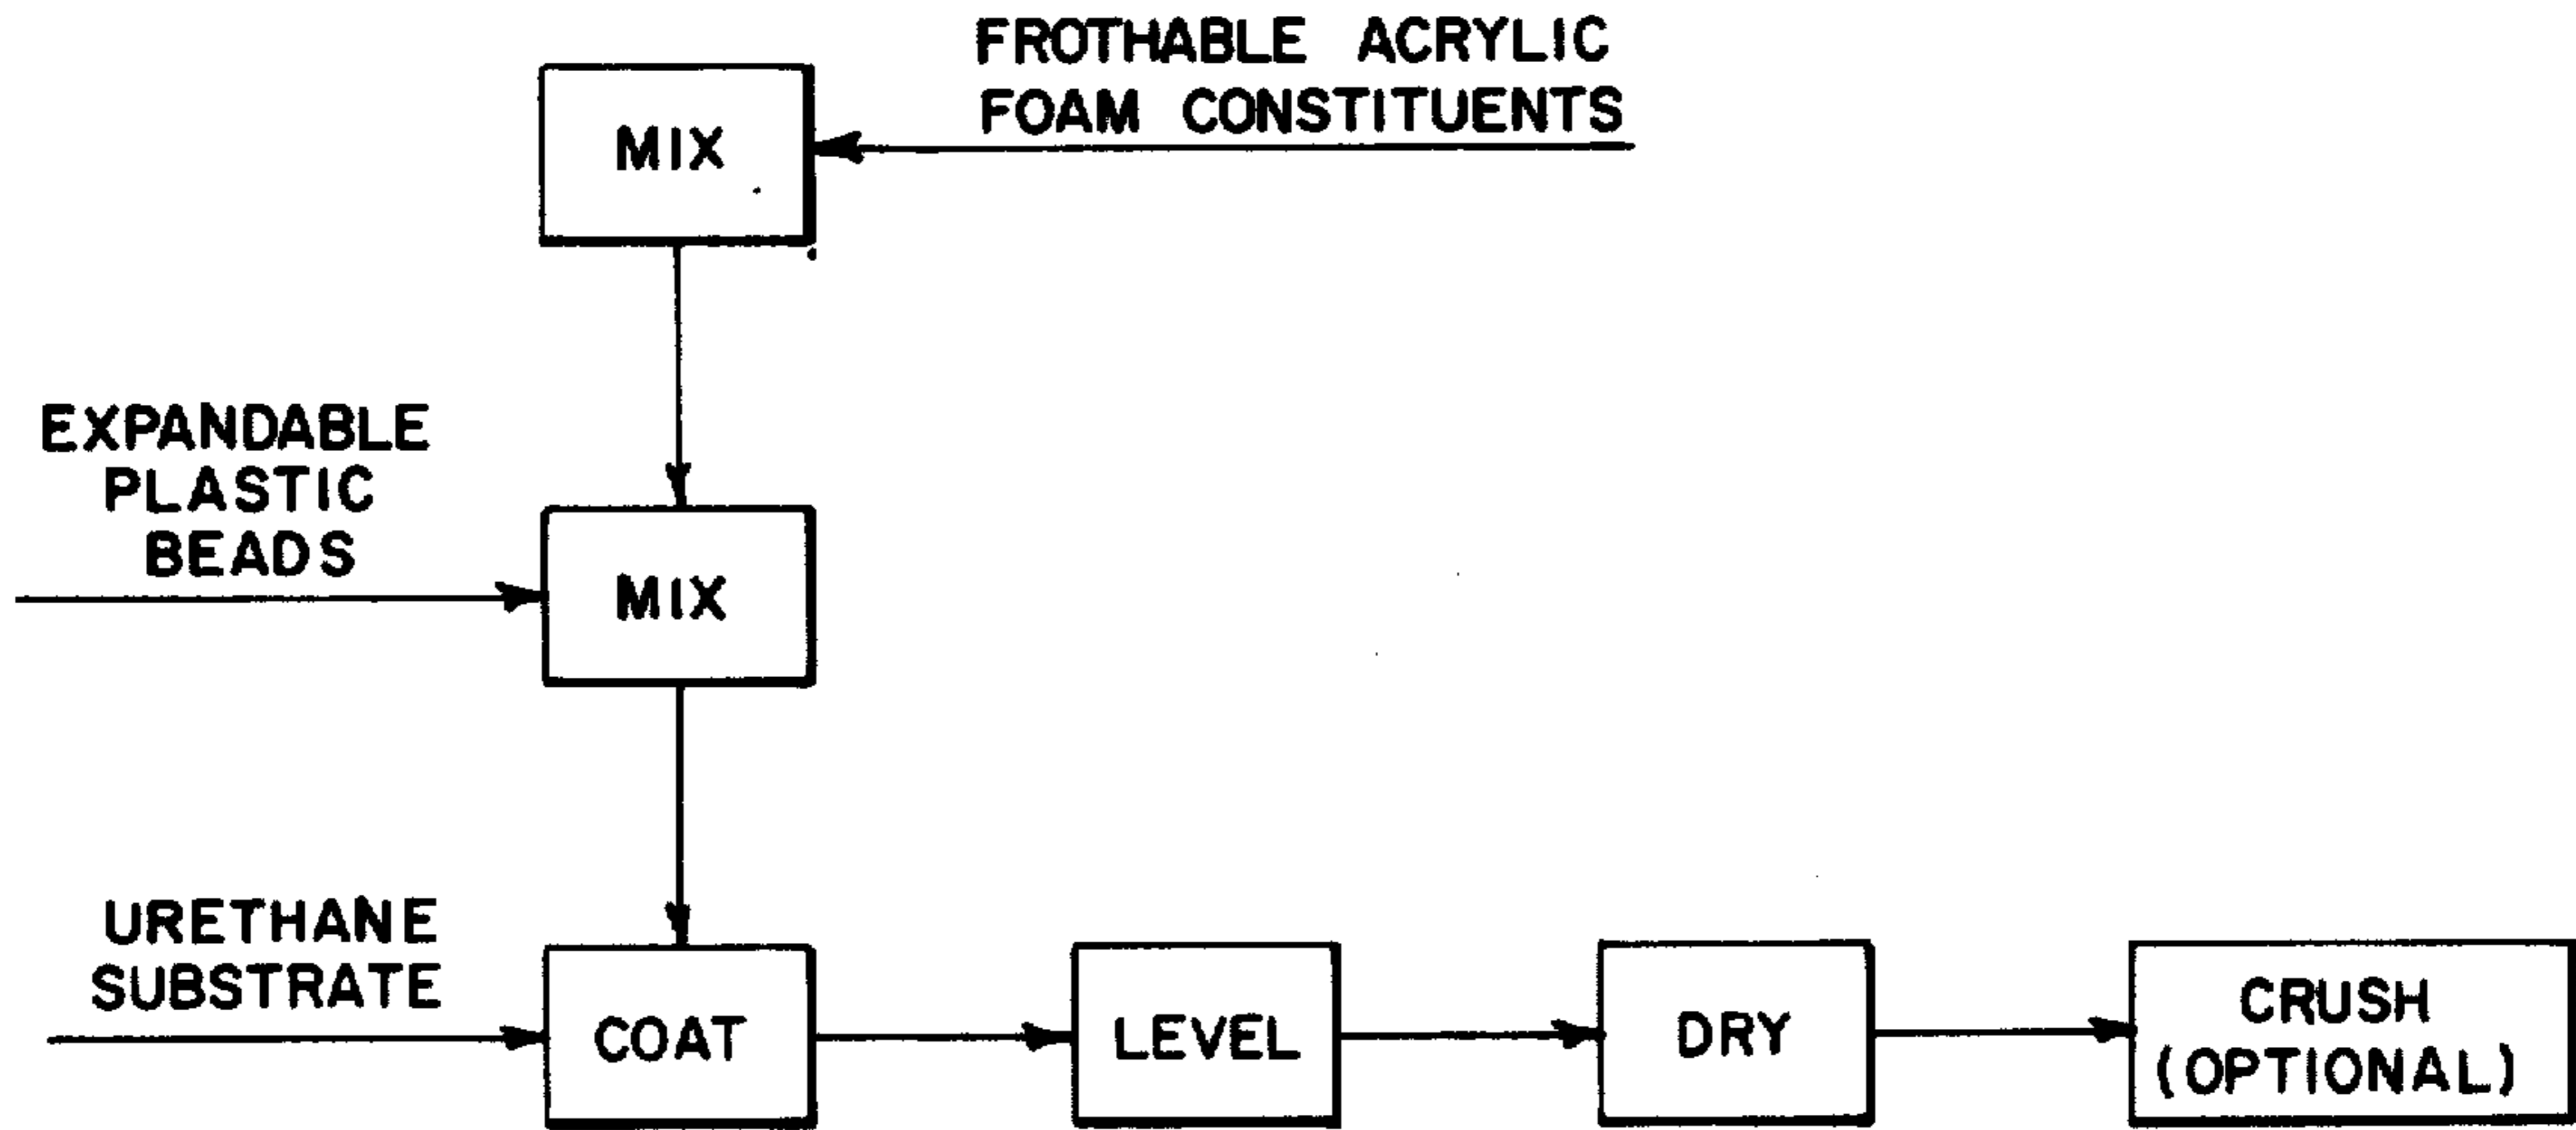 FROTHABLE ACRYLIC
FOAM CONSTITUENTS
MIX
EXPANDABLE
PLASTIC
BEADS
MIX
URETHANE
SUBSTRATE
COAT
LEVEL
DRY
CRUSH
(OPTIONAL)